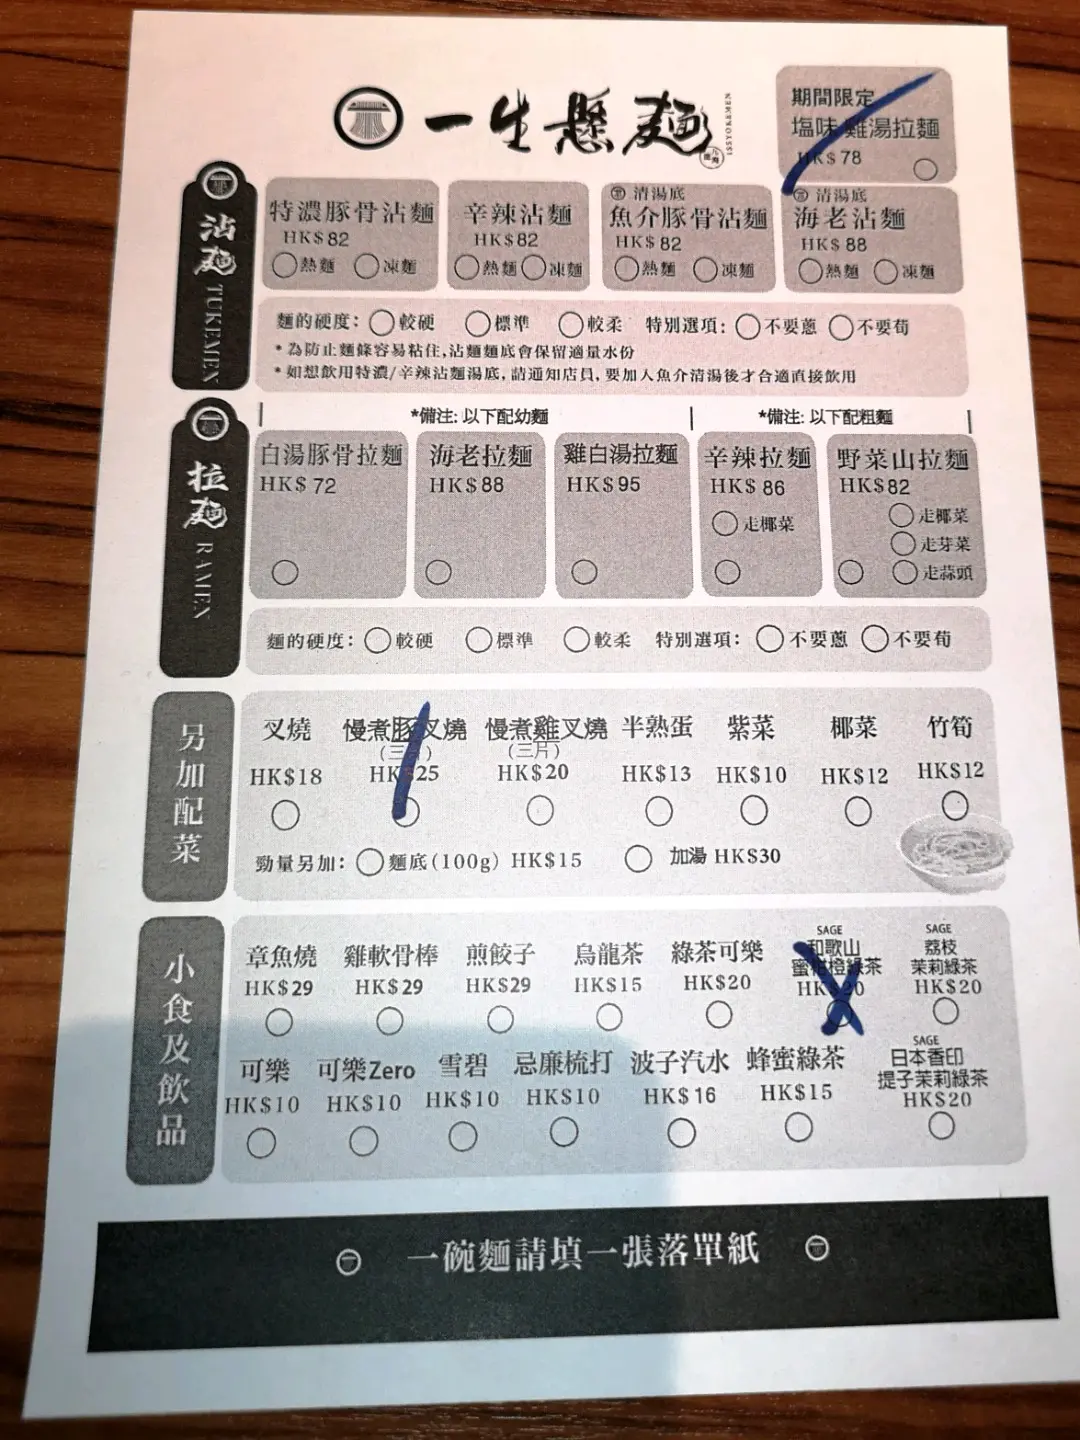 一生懸麵
ISSYOKENMEN
期間限定
塩味 雞湯拉麵
HK$ 78
沾麵 TUKEMEN
特濃豚骨沾麵
HK$ 82
熱麵 凍麵
辛辣沾麵
HK$ 82
熱麵 凍麵
清湯底
魚介豚骨沾麵
HK$ 82
熱麵 凍麵
清湯底
海老沾麵
HK$ 88
熱麵 凍麵
麵的硬度: 較硬 標準 較柔 特別選項: 不要蔥 不要荀
* 為防止麵條容易粘住,沾麵麵底會保留適量水份
* 如想飲用特濃/辛辣沾麵湯底, 請通知店員, 要加入魚介清湯後才合適直接飲用
拉麵 RAMEN
*備注: 以下配幼麵
*備注: 以下配粗麵
白湯豚骨拉麵
HK$ 72
海老拉麵
HK$ 88
雞白湯拉麵
HK$ 95
辛辣拉麵
HK$ 86
走椰菜
野菜山拉麵
HK$ 82
走椰菜
走芽菜
走蒜頭
麵的硬度: 較硬 標準 較柔 特別選項: 不要蔥 不要荀
另加配菜
叉燒 慢煮豚叉燒 慢煮雞叉燒 半熟蛋 紫菜 椰菜 竹筍
(三片) (三片)
HK$18 HK$25 HK$20 HK$13 HK$10 HK$12 HK$12
勁量另加: 麵底(100g) HK$15 加湯 HK$30
小食及飲品
章魚燒
HK$29
雞軟骨棒
HK$29
煎餃子
HK$29
烏龍茶
HK$15
綠茶可樂
HK$20
SAGE
和歌山
蜜柑橙綠茶
HK$20
SAGE
荔枝
茉莉綠茶
HK$20
可樂
HK$10
可樂Zero
HK$10
雪碧
HK$10
忌廉梳打
HK$10
波子汽水
HK$ 16
蜂蜜綠茶
HK$15
SAGE
日本香印
提子茉莉綠茶
HK$20
一碗麵請填一張落單紙